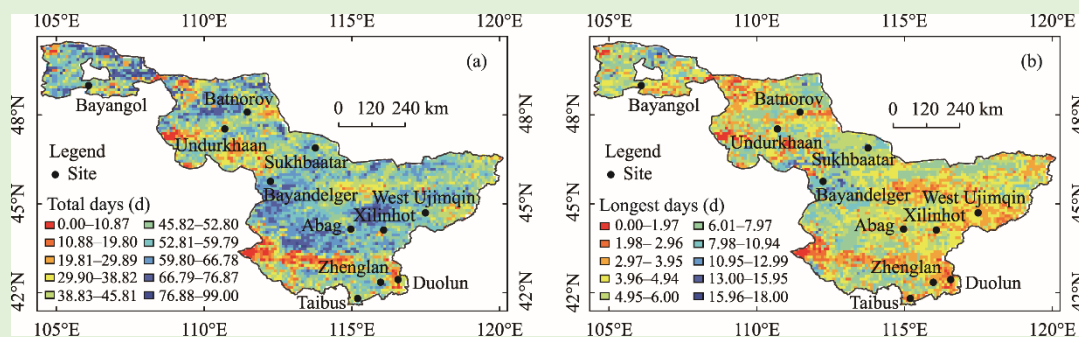 105°E 110°E 115°E 120°E
(a)
Bayangol
Batnorov
0 120 240 km
48°N
Undurkhaan
Legend
Site
Sukhbaatar
45°N
Bayandelger
West Ujimqin
Total days (d)
Xilinhot
0.00–10.87 45.82–52.80
Abag
10.88–19.80 52.81–59.79
19.81–29.89 59.80–66.78
Zhenglan
29.90–38.82 66.79–76.87
Duolun
38.83–45.81 76.88–99.00
42°N
Taibus
105°E 110°E 115°E 120°E
105°E 110°E 115°E 120°E
(b)
Bayangol
Batnorov
0 120 240 km
48°N
48°N
Undurkhaan
Legend
Site
Sukhbaatar
45°N
45°N
Bayandelger
West Ujimqin
Longest days (d)
Xilinhot
0.00–1.97 6.01–7.97
Abag
1.98– 2.96 7.98–10.94
2.97– 3.95 10.95–12.99
Zhenglan
3.96–4.94 13.00–15.95
Duolun
4.95–6.00 15.96–18.00
42°N
42°N
Taibus
105°E 110°E 115°E 120°E